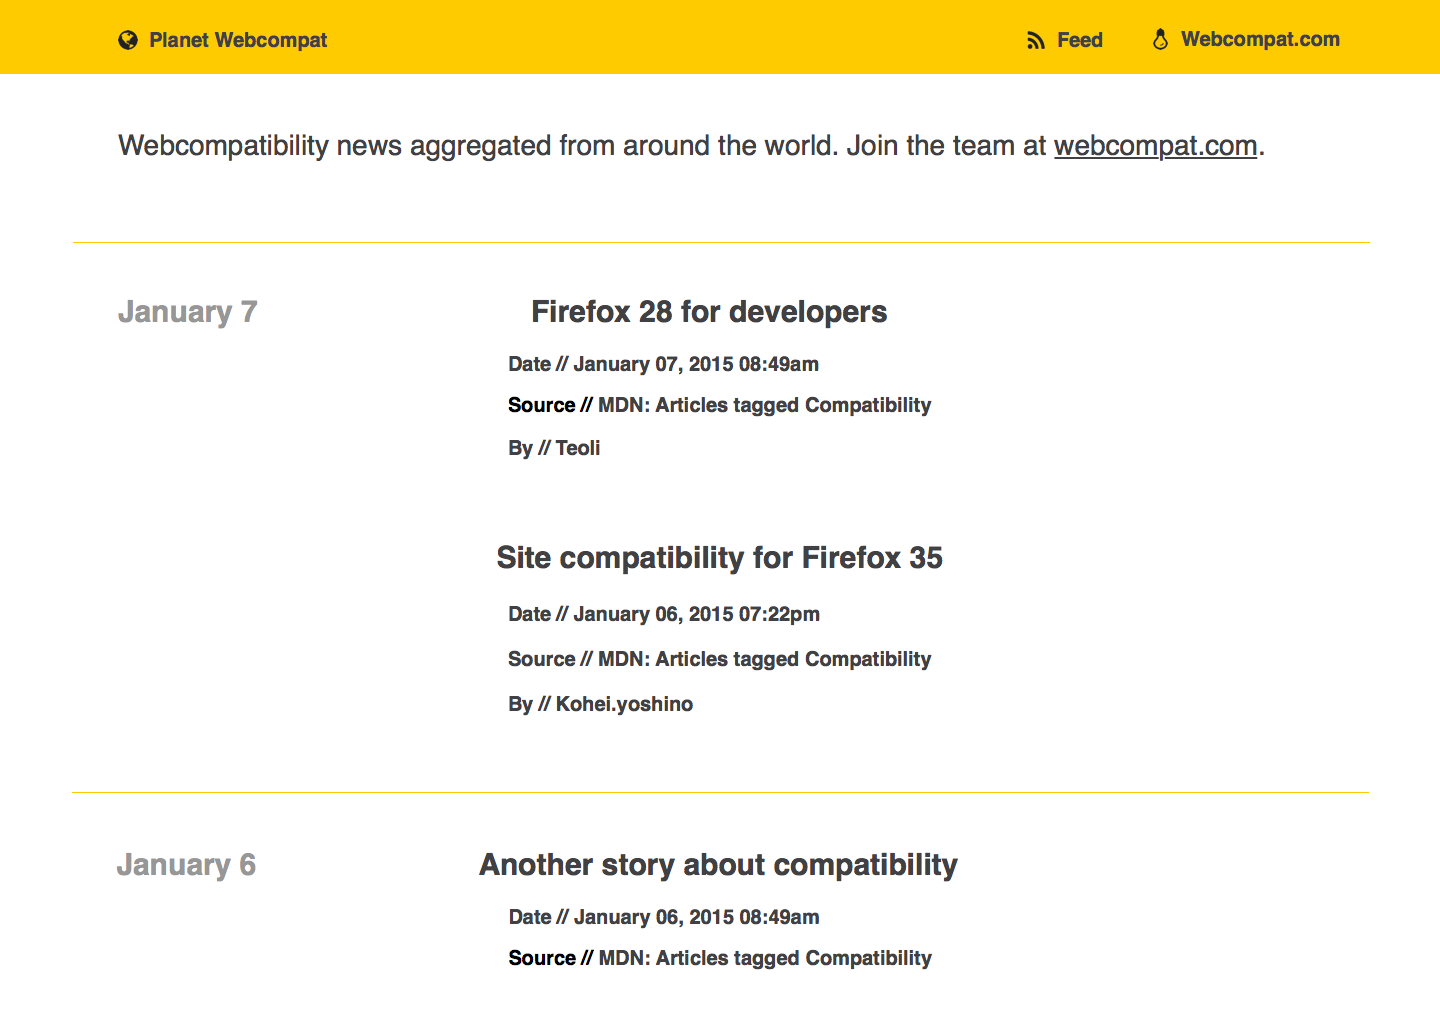 Planet Webcompat
Feed
Webcompat.com
Webcompatibility news aggregated from around the world. Join the team at webcompat.com.
January 7
Firefox 28 for developers
Date // January 07, 2015 08:49am
Source // MDN: Articles tagged Compatibility
By // Teoli
Site compatibility for Firefox 35
Date // January 06, 2015 07:22pm
Source // MDN: Articles tagged Compatibility
By // Kohei.yoshino
January 6
Another story about compatibility
Date // January 06, 2015 08:49am
Source // MDN: Articles tagged Compatibility